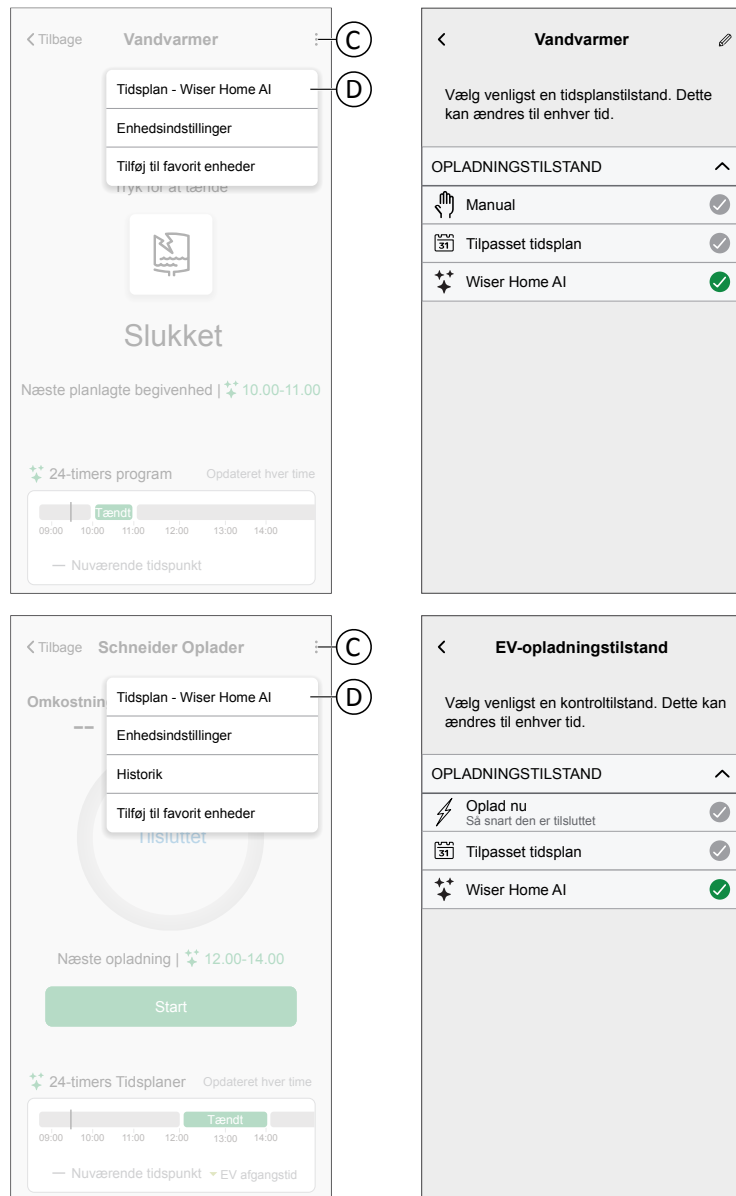 Tilbage Vandvarmer
C
Tidsplan - Wiser Home AI
D
Enhedsindstillinger
Tilføj til favorit enheder
Tryk for at tænde
Slukket
Næste planlagte begivenhed | 10.00-11.00
24-timers program Opdateret hver time
Tændt
09:00 10:00 11:00 12:00 13:00 14:00
Nuværende tidspunkt
Vandvarmer
Vælg venligst en tidsplanstilstand. Dette
kan ændres til enhver tid.
OPLADNINGSTILSTAND
Manual
31 Tilpasset tidsplan
Wiser Home AI
Tilbage Schneider Oplader
C
Omkostnin
--
Tidsplan - Wiser Home AI
D
Enhedsindstillinger
Historik
Tilføj til favorit enheder
Tilsluttet
Næste opladning | 12.00-14.00
Start
24-timers Tidsplaner Opdateret hver time
Tændt
09:00 10:00 11:00 12:00 13:00 14:00
Nuværende tidspunkt EV afgangstid
EV-opladningstilstand
Vælg venligst en kontroltilstand. Dette kan
ændres til enhver tid.
OPLADNINGSTILSTAND
Oplad nu
Så snart den er tilsluttet
31 Tilpasset tidsplan
Wiser Home AI